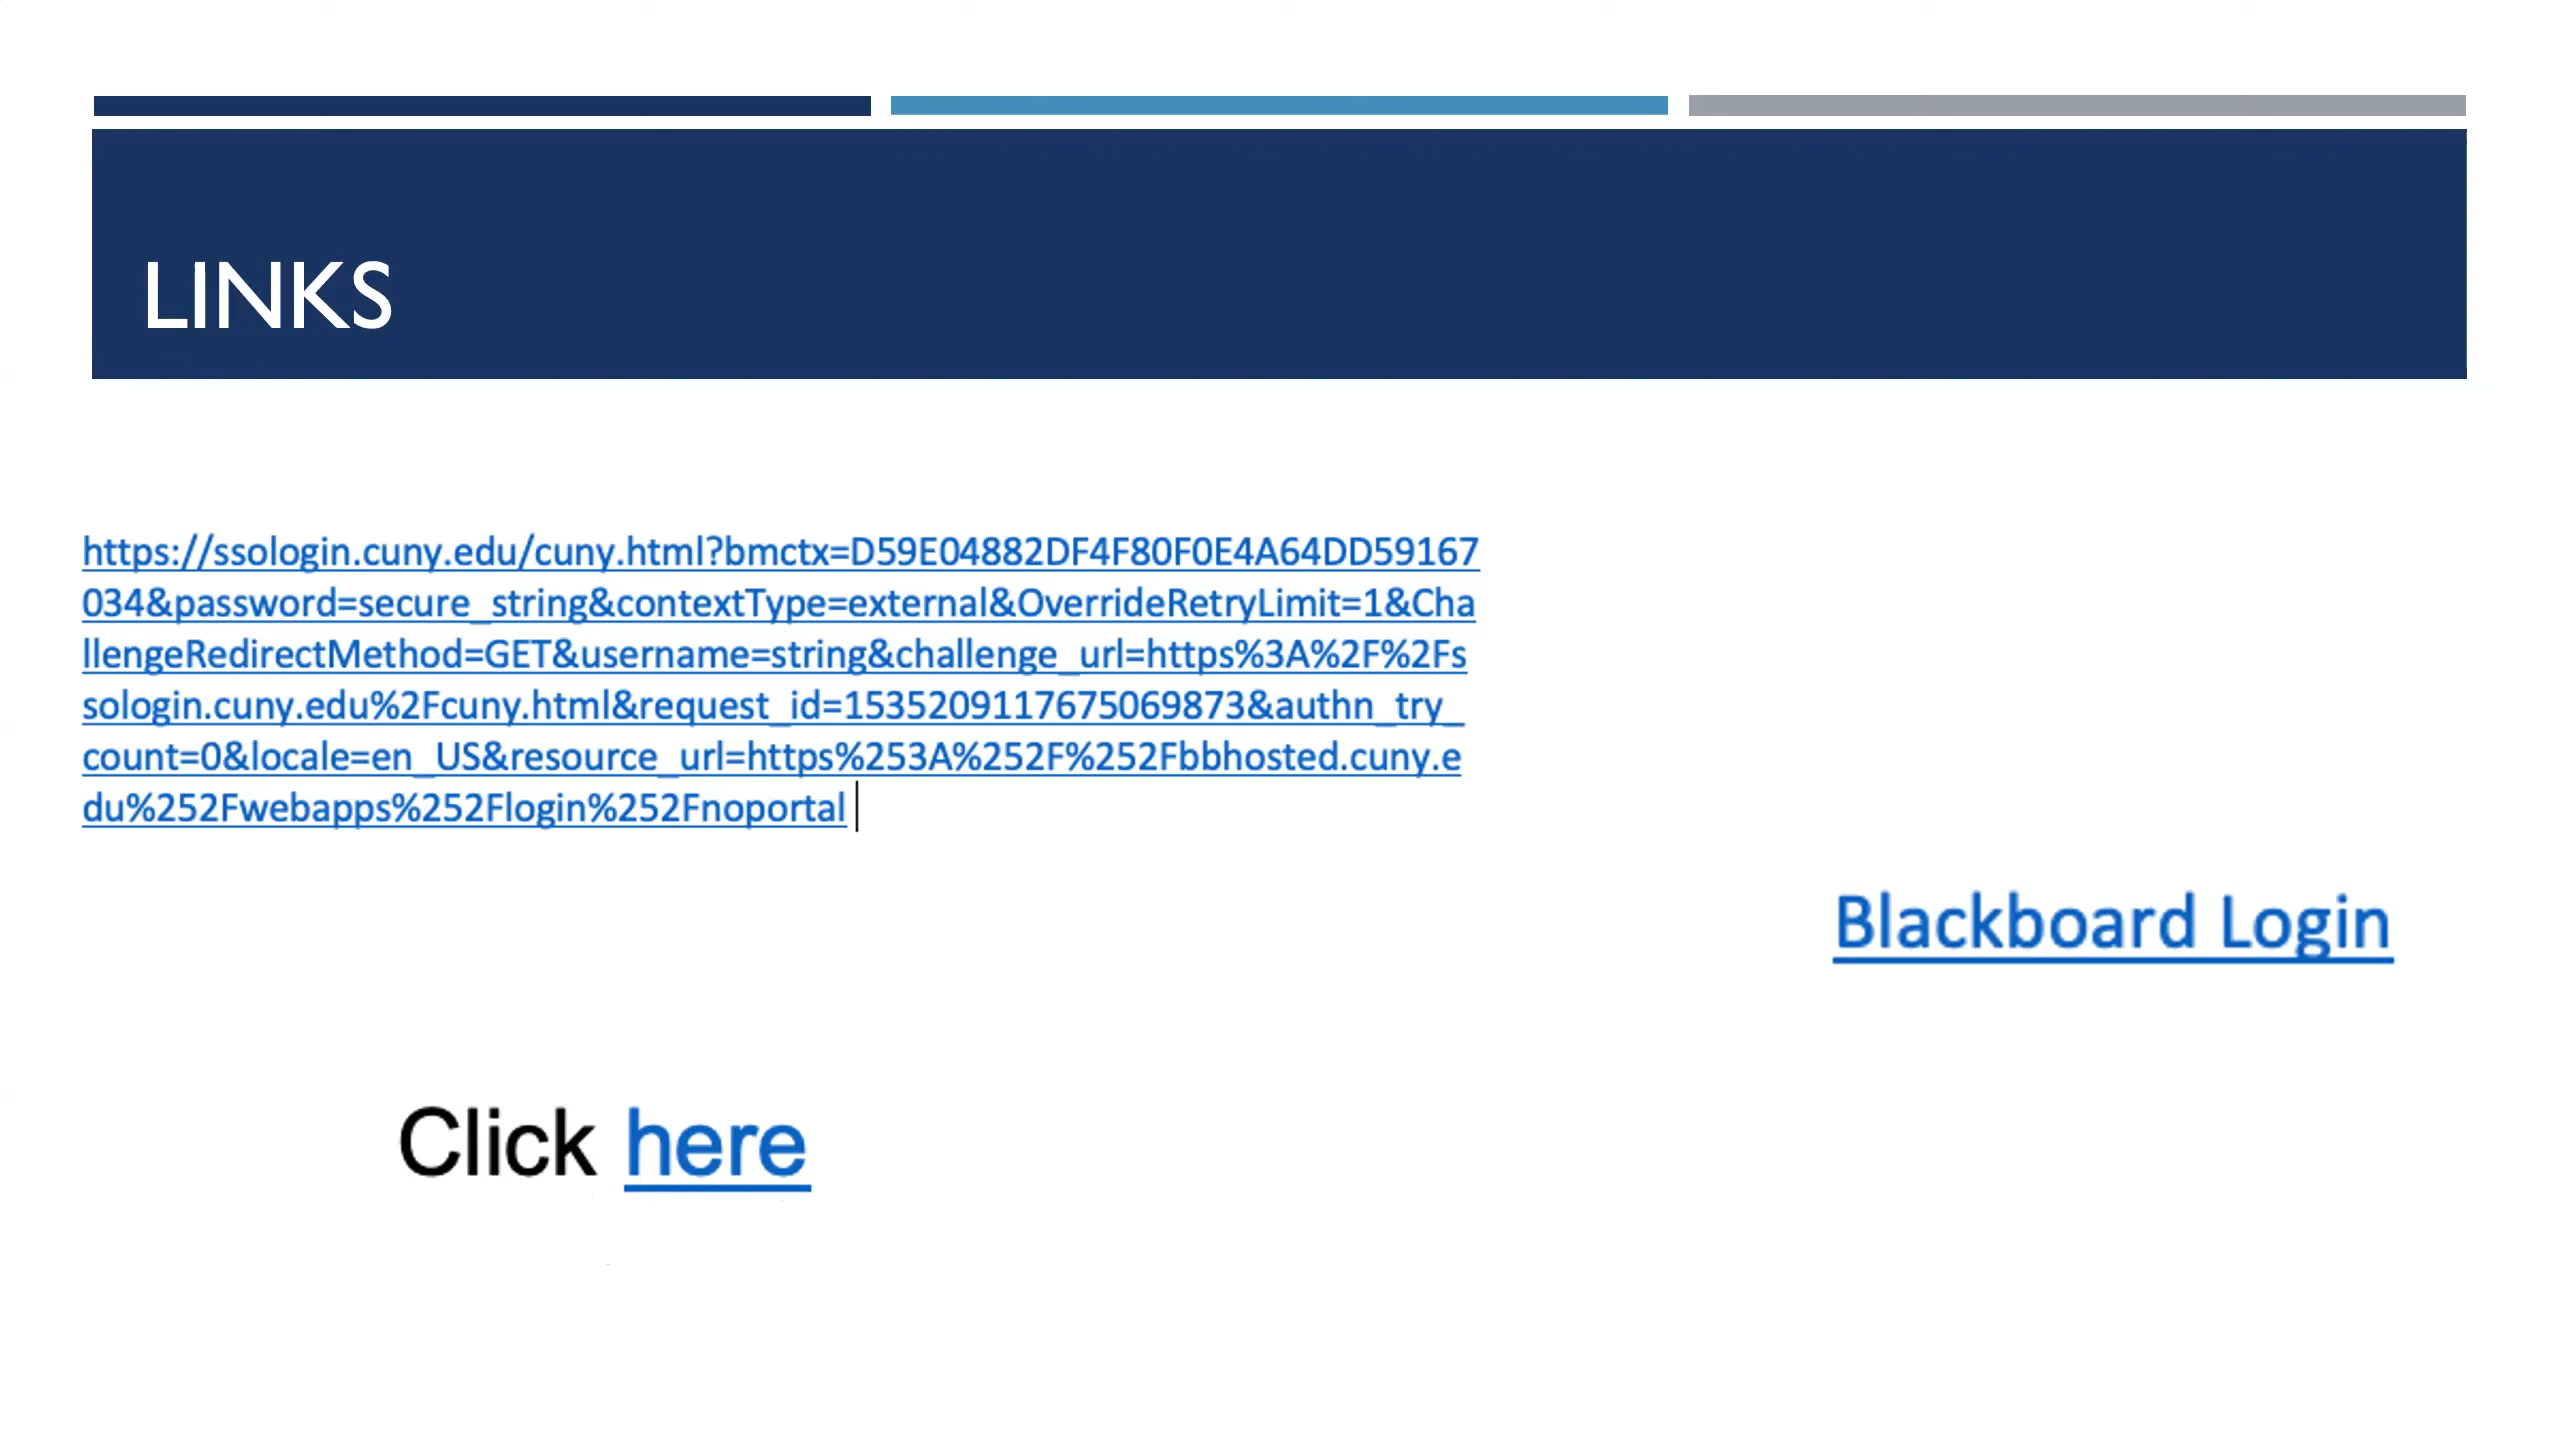 LINKS
https://ssologin.cuny.edu/cuny.html?bmctx=D59E04882DF4F80F0E4A64DD59167
034&password=secure_string&contextType=external&OverrideRetryLimit=1&Cha
llengeRedirectMethod=GET&username=string&challenge_url=https%3A%2F%2Fs
sologin.cuny.edu%2Fcuny.html&request_id=1535209117675069873&authn_try_
count=0&locale=en_US&resource_url=https%253A%252F%252Fbbhosted.cuny.e
du%252Fwebapps%252Flogin%252Fnoportal
Blackboard Login
Click here